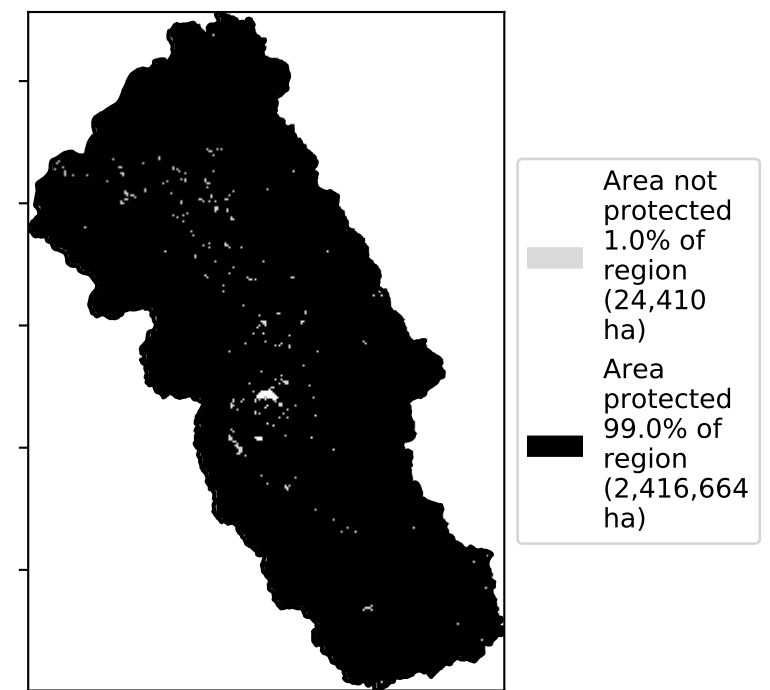 Area not
protected
1.0% of
region
(24,410
ha)
Area
protected
99.0% of
region
(2,416,664
ha)